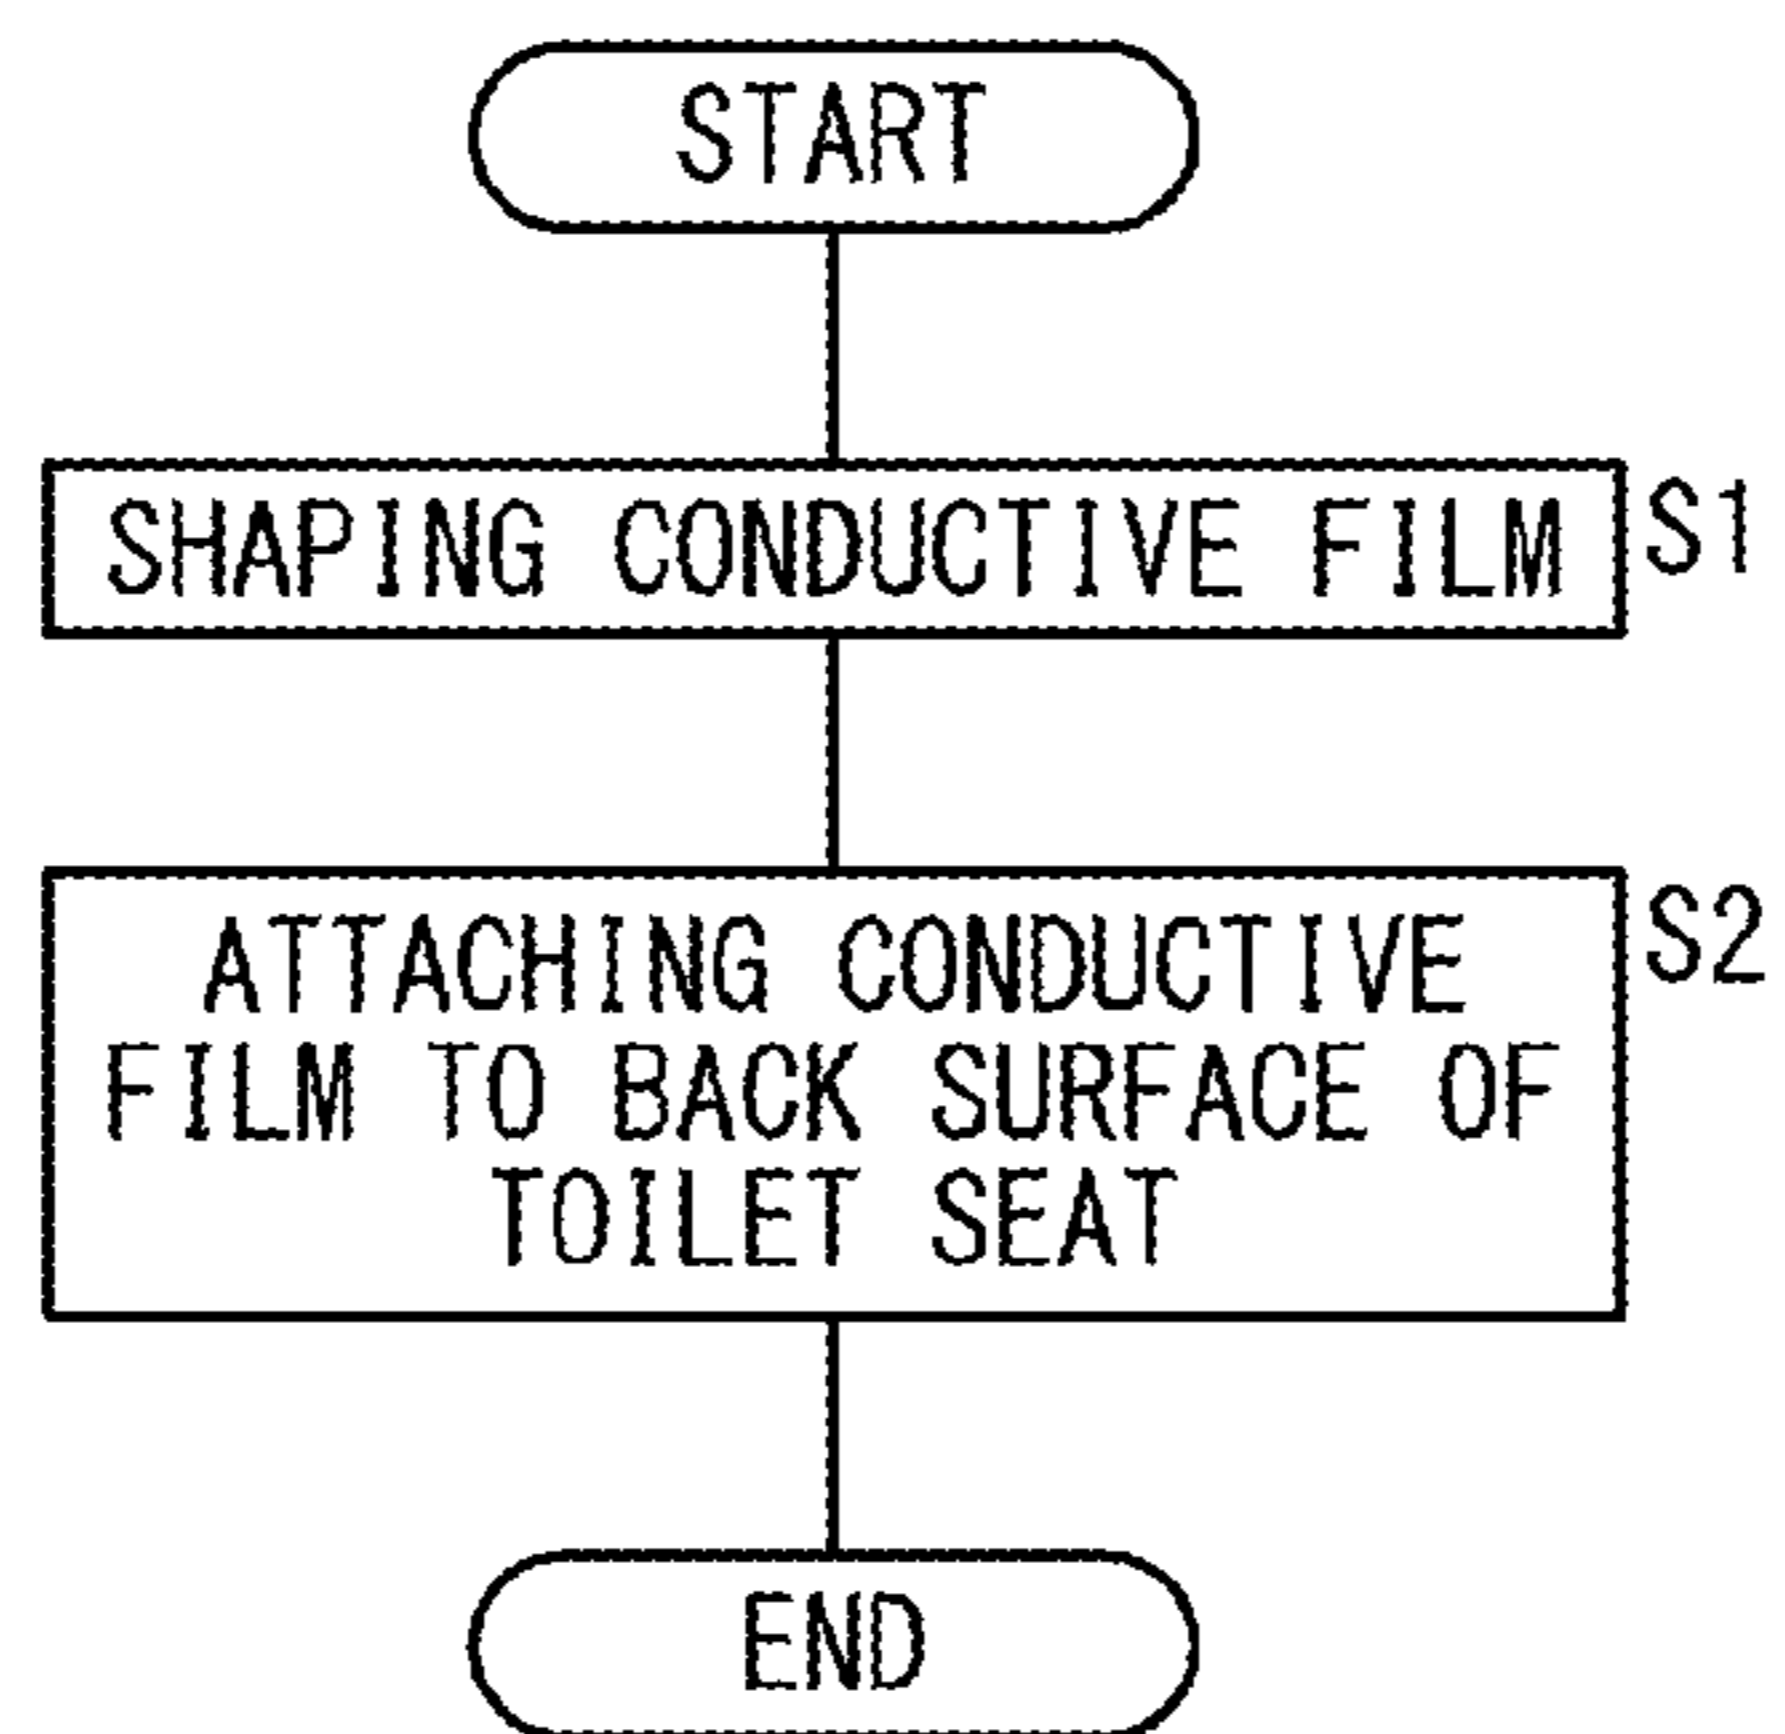 START
SHAPING CONDUCTIVE FILM
S1
ATTACHING CONDUCTIVE
FILM TO BACK SURFACE OF
TOILET SEAT
S2
END